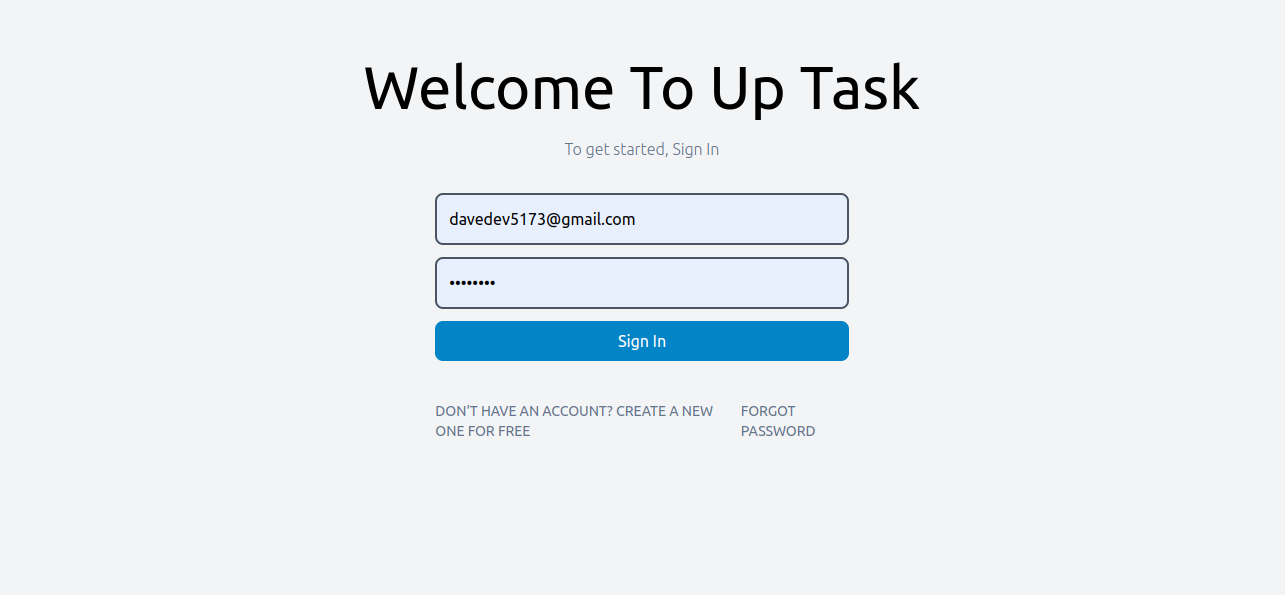 Welcome To Up Task
To get started, Sign In
davedev5173@gmail.com
••••••••
Sign In
DON'T HAVE AN ACCOUNT? CREATE A NEW
ONE FOR FREE
FORGOT
PASSWORD